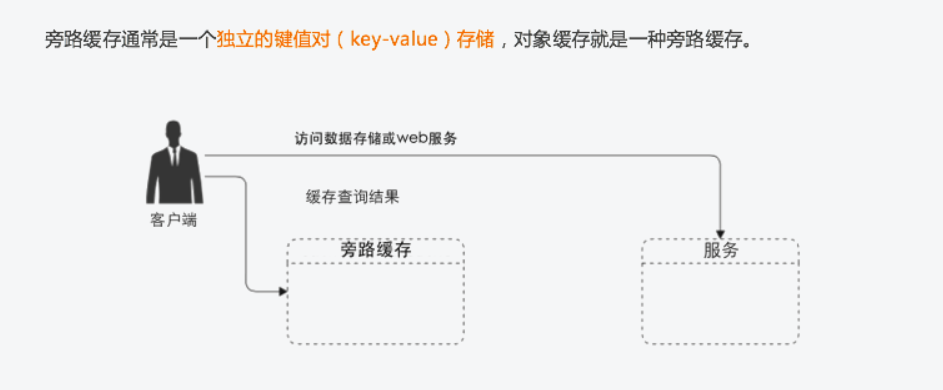 旁路缓存通常是一个独立的键值对（key-value）存储，对象缓存就是一种旁路缓存。
访问数据存储或web服务
缓存查询结果
客户端
旁路缓存
服务